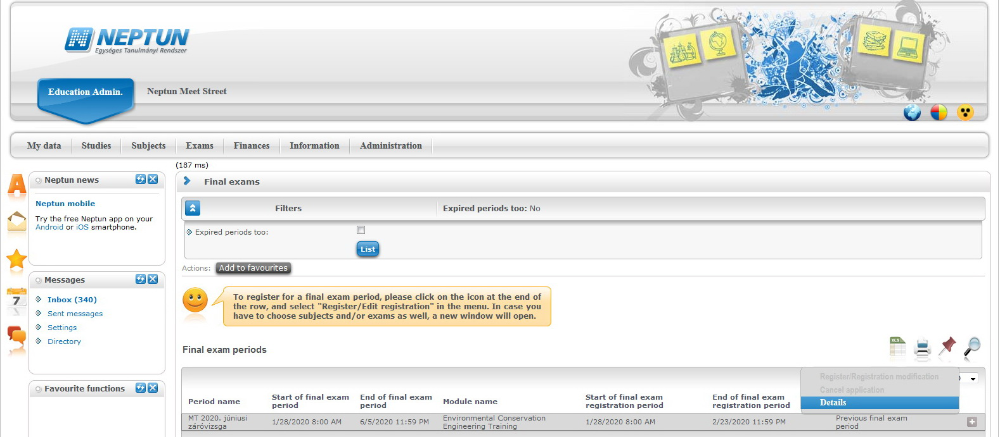 NEPTUN
Egységes Tanulmányi Rendszer
Education Admin.
Neptun Meet Street
My data
Studies
Subjects
Exams
Finances
Information
Administration
(187 ms)
Neptun news
Neptun mobile
Try the free Neptun app on your
Android or iOS smartphone.
7
Messages
Inbox (340)
Sent messages
Settings
Directory
Favourite functions
Final exams
Filters
Expired periods too: No
Expired periods too:
List
Actions:
Add to favourites
To register for a final exam period, please click on the icon at the end of
the row, and select "Register/Edit registration" in the menu. In case you
have to choose subjects and/or exams as well, a new window will open.
Final exam periods
XLS
Register/Registration modification
Cancel application
Details
Period name
Start of final exam
period
End of final exam
period
Module name
Start of final exam
registration period
End of final exam
registration period
MT 2020. júniusi
záróvizsga
1/28/2020 8:00 AM
6/5/2020 11:59 PM
Environmental Conservation
Engineering Training
1/28/2020 8:00 AM
2/23/2020 11:59 PM
Previous final exam
period